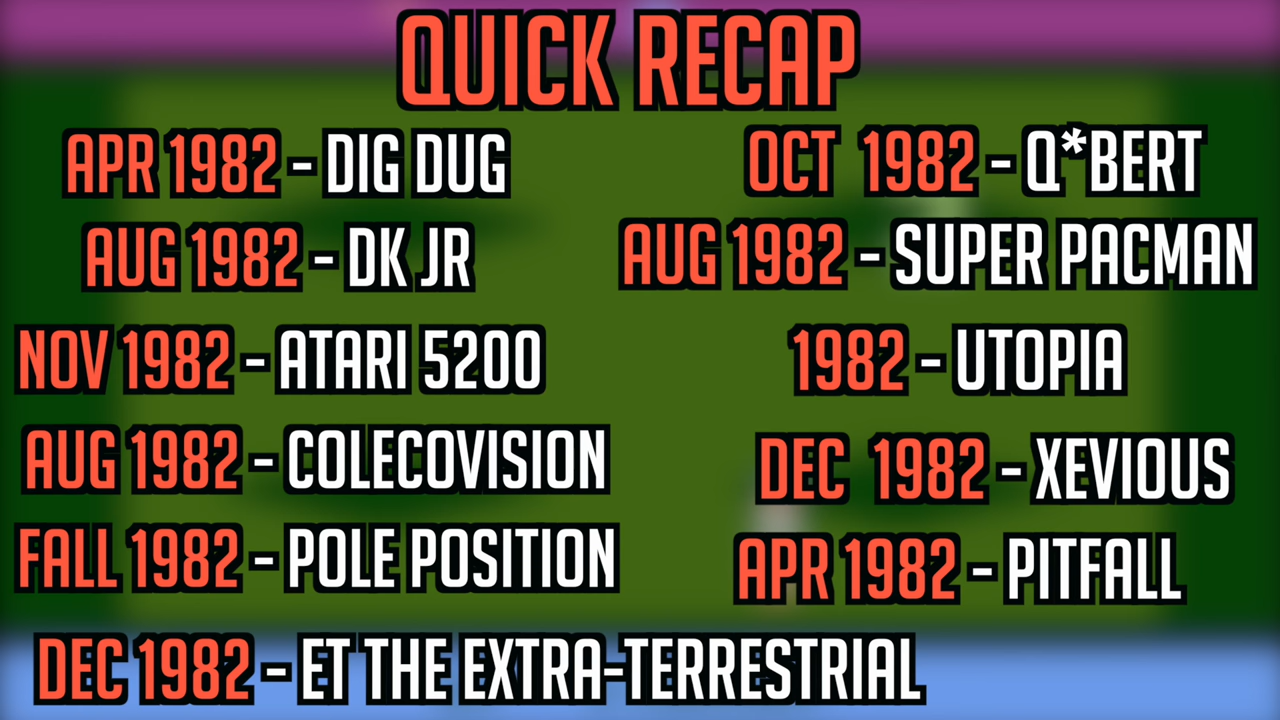 QUICK RECAP
APR 1982 - DIG DUG
AUG 1982 - DK JR
NOV 1982 - ATARI 5200
AUG 1982 - COLECOVISION
FALL 1982 - POLE POSITION
DEC 1982 - ET THE EXTRA-TERRESTRIAL
OCT 1982 - Q*BERT
AUG 1982 - SUPER PACMAN
1982 - UTOPIA
DEC 1982 - XEVIOUS
APR 1982 - PITFALL